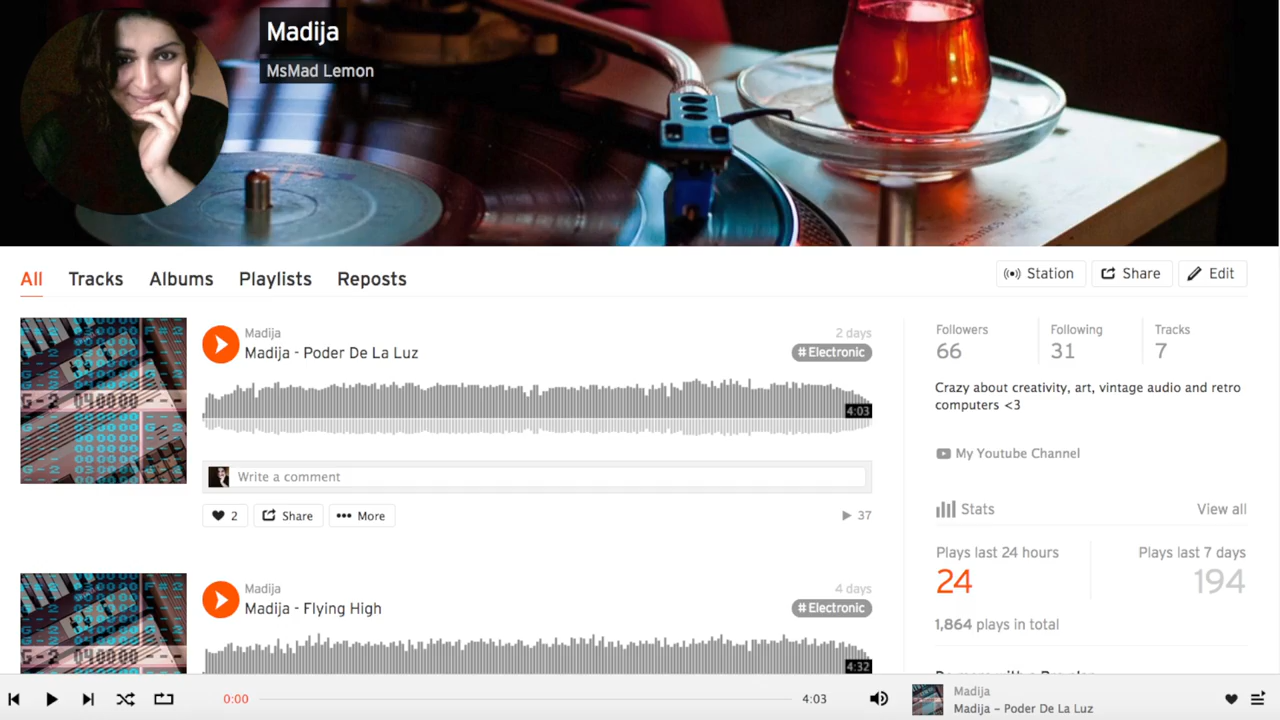 Madija
MsMad Lemon
All Tracks Albums Playlists Reposts
Station Share Edit
Madija
2 days
Madija - Poder De La Luz
# Electronic
4:03
Write a comment
2 Share More
37
Followers Following Tracks
66 31 7
Crazy about creativity, art, vintage audio and retro
computers <3
My Youtube Channel
Stats View all
Plays last 24 hours Plays last 7 days
24 194
1,864 plays in total
Madija
4 days
Madija - Flying High
# Electronic
4:32
0:00 4:03
Madija
Madija – Poder De La Luz